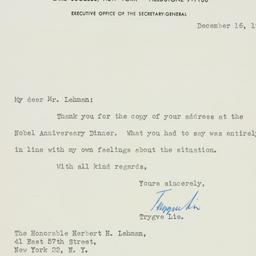 EXECUTIVE OFFICE OF THE SECRETARY-GENERAL
December 16,
My dear Mr. Lehman:
Thank you for the copy of your address at the
Nobel Anniversary Dinner. What you had to say was entirely
in line with my own feelings about the situation.
With all kind regards,
Yours sincerely,
Trygve Lie
Trygve Lie.
The Honorable Herbert H. Lehman,
41 East 57th Street,
New York 22, N. Y.